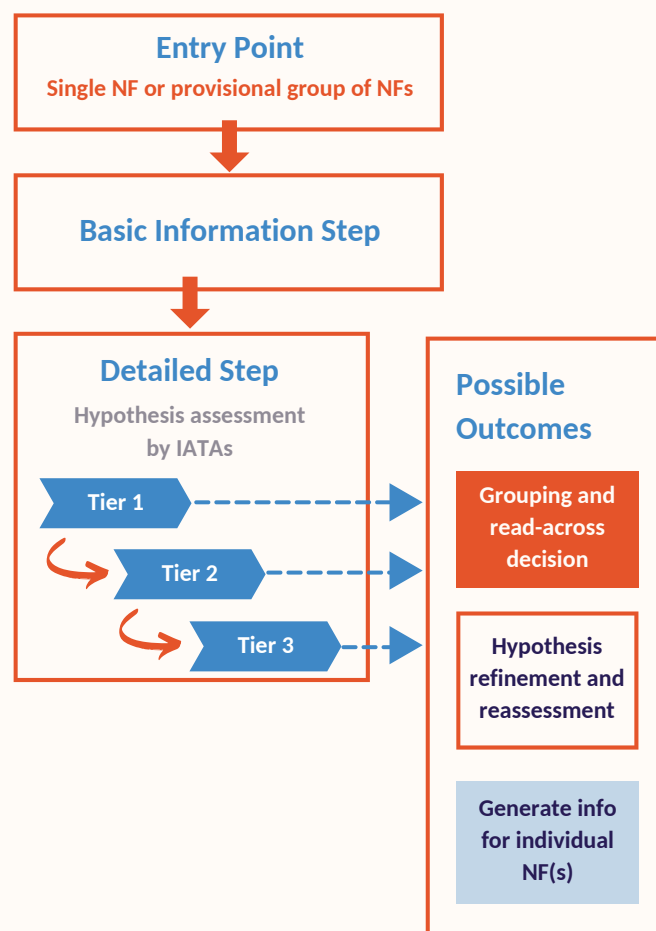 Entry Point
Single NF or provisional group of NFs
Basic Information Step
Detailed Step
Hypothesis assessment
by IATAs
Tier 1
Tier 2
Tier 3
Possible
Outcomes
Grouping and
read-across
decision
Hypothesis
refinement and
reassessment
Generate info
for individual
NF(s)